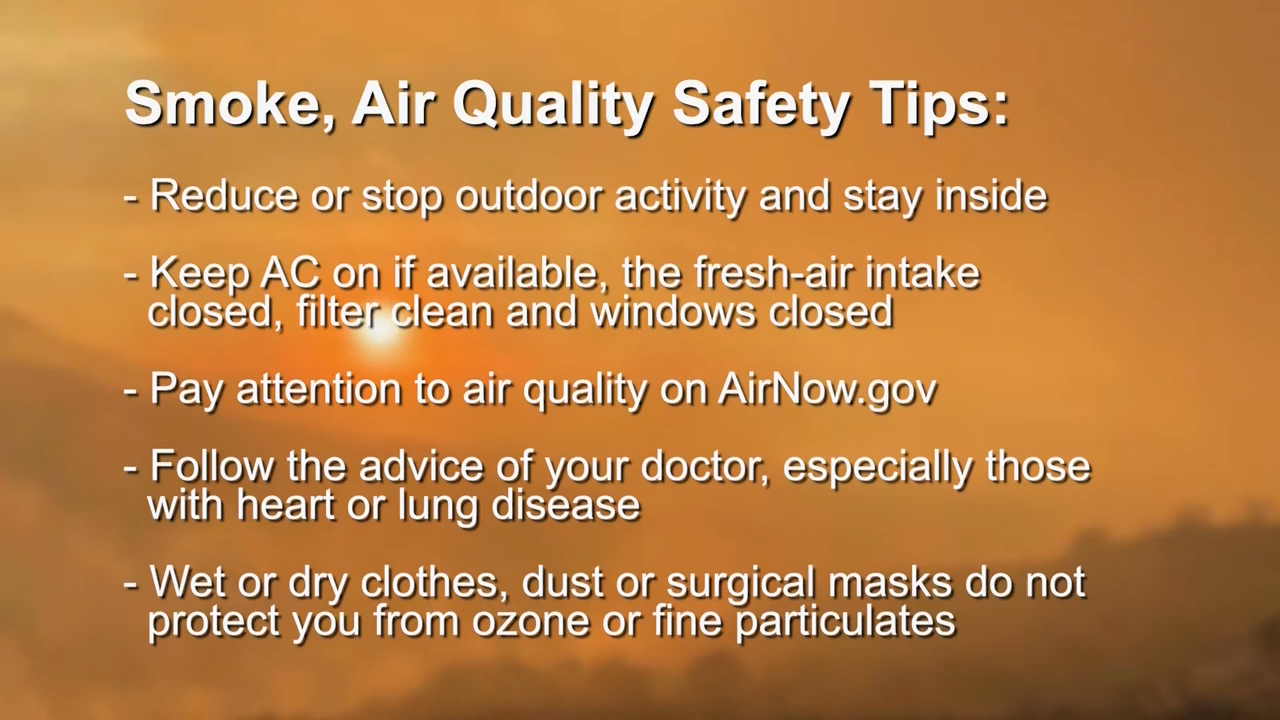 Smoke, Air Quality Safety Tips:
- Reduce or stop outdoor activity and stay inside
- Keep AC on if available, the fresh-air intake
closed, filter clean and windows closed
- Pay attention to air quality on AirNow.gov
- Follow the advice of your doctor, especially those
with heart or lung disease
- Wet or dry clothes, dust or surgical masks do not
protect you from ozone or fine particulates